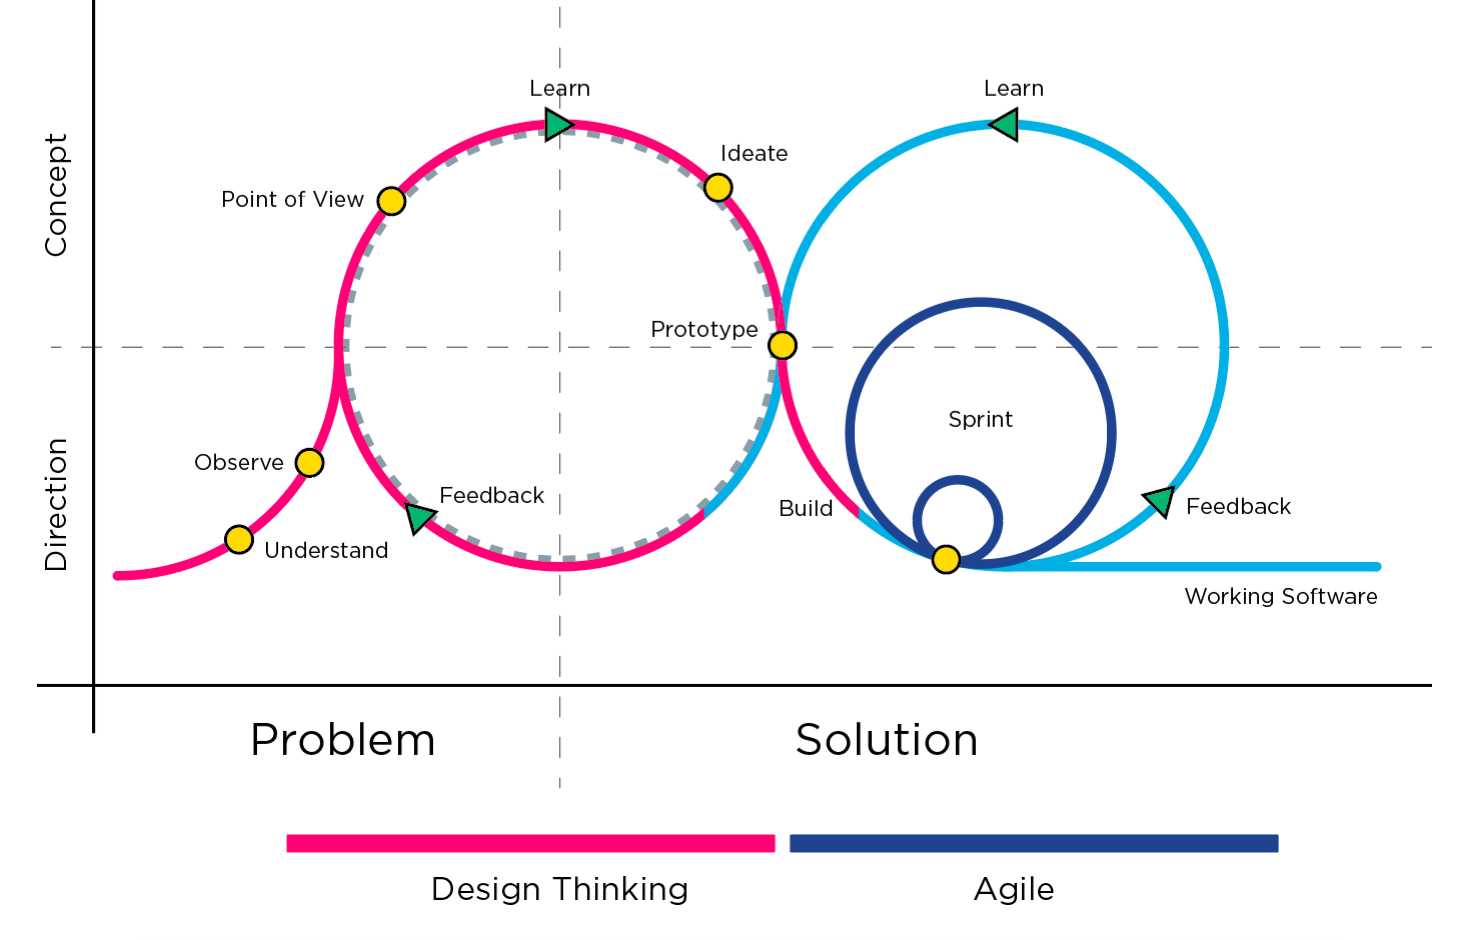 Learn
Learn
Ideate
Concept
Point of View
Prototype
Sprint
Direction
Observe
Feedback
Build
Feedback
Understand
Working Software
Problem
Solution
Design Thinking
Agile